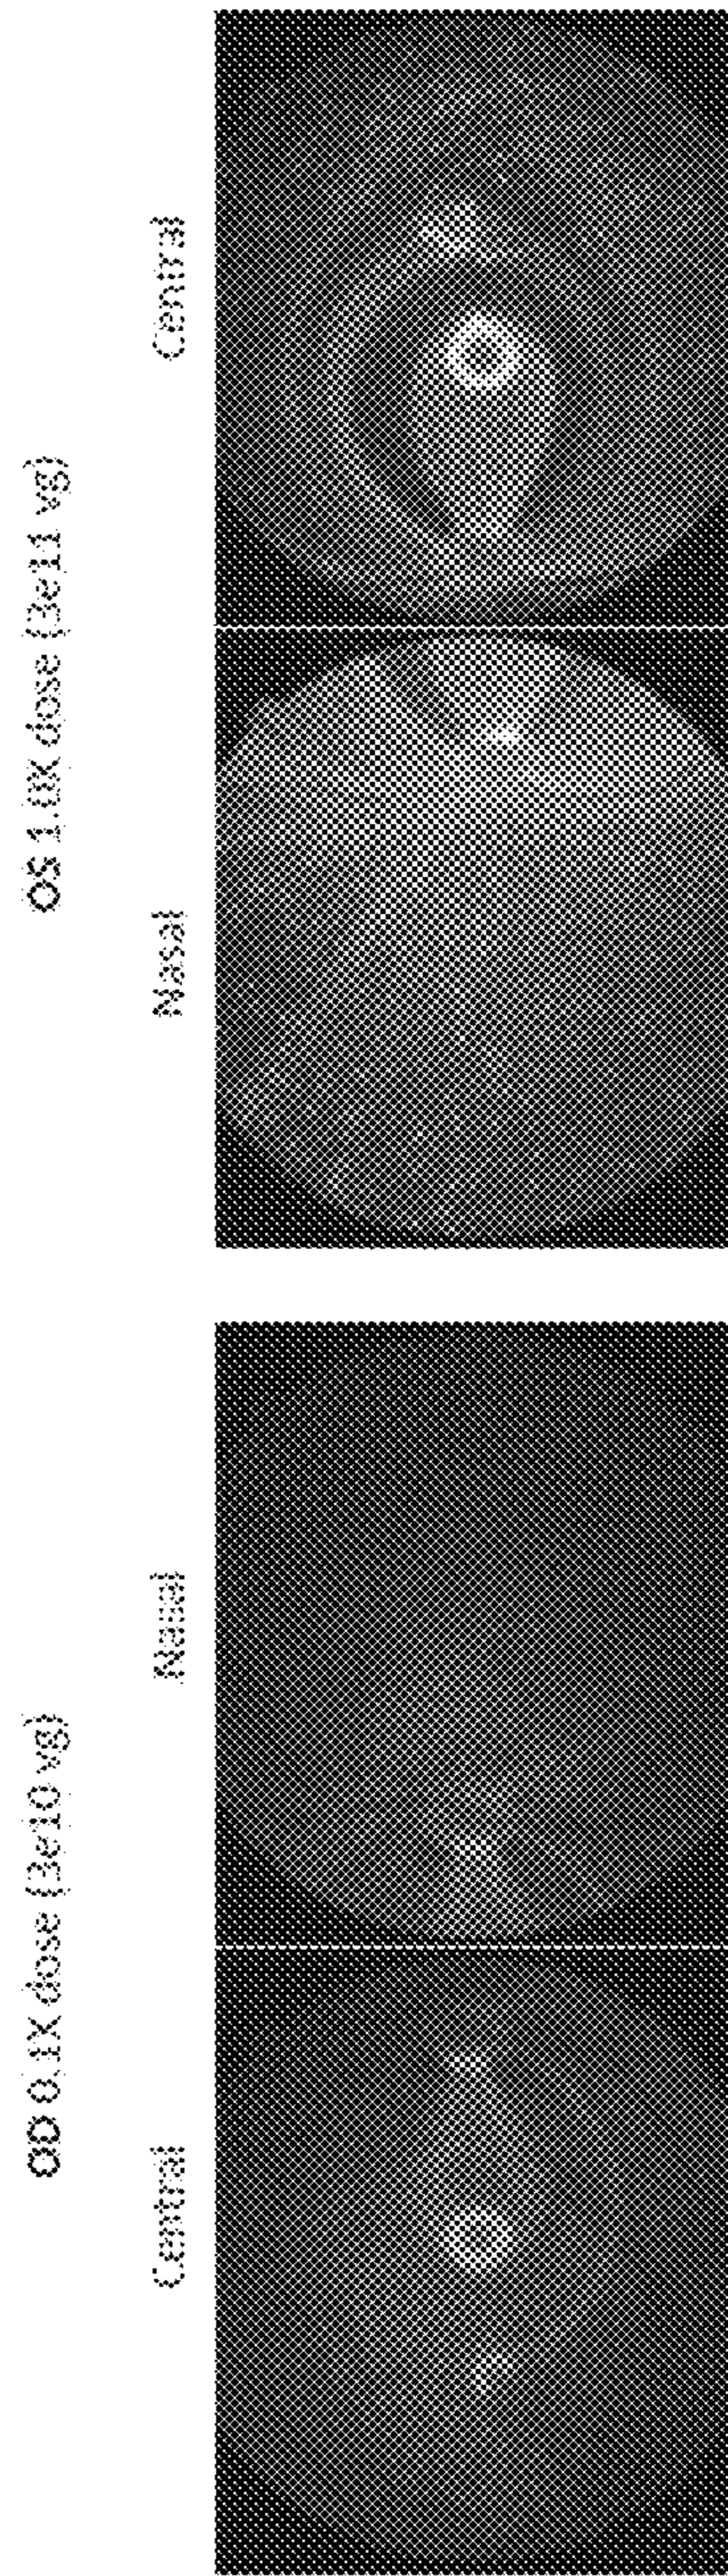 OD 0.1X dose (3e10 vg)
OS 1.0X dose (3e11 vg)
Central
Nasal
Nasal
Central